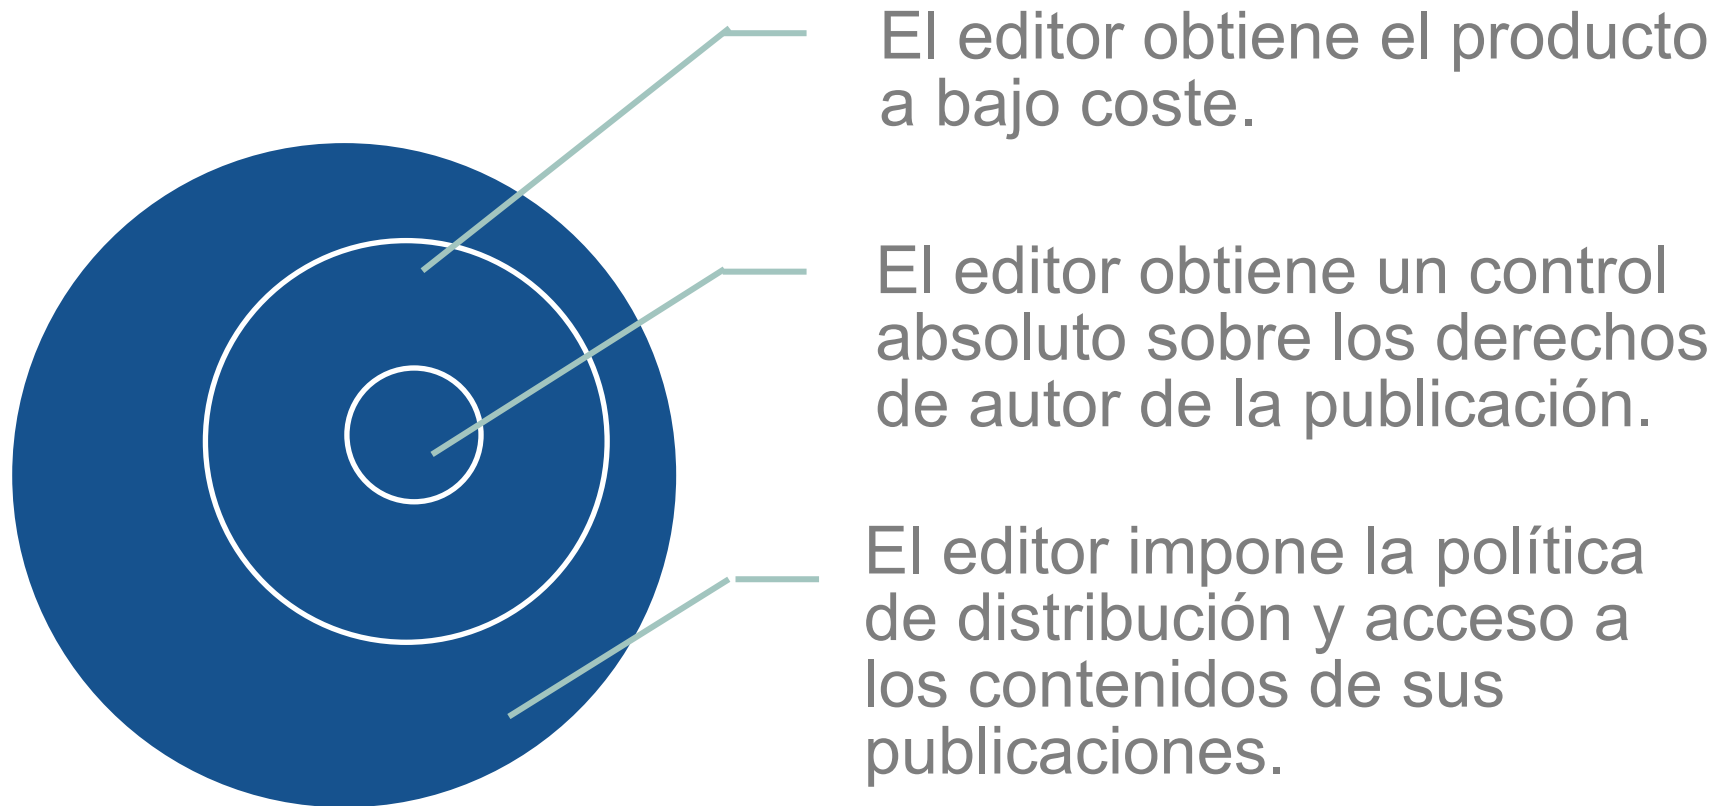 El editor obtiene el producto
a bajo coste.
El editor obtiene un control
absoluto sobre los derechos
de autor de la publicación.
El editor impone la política
de distribución y acceso a
los contenidos de sus
publicaciones.